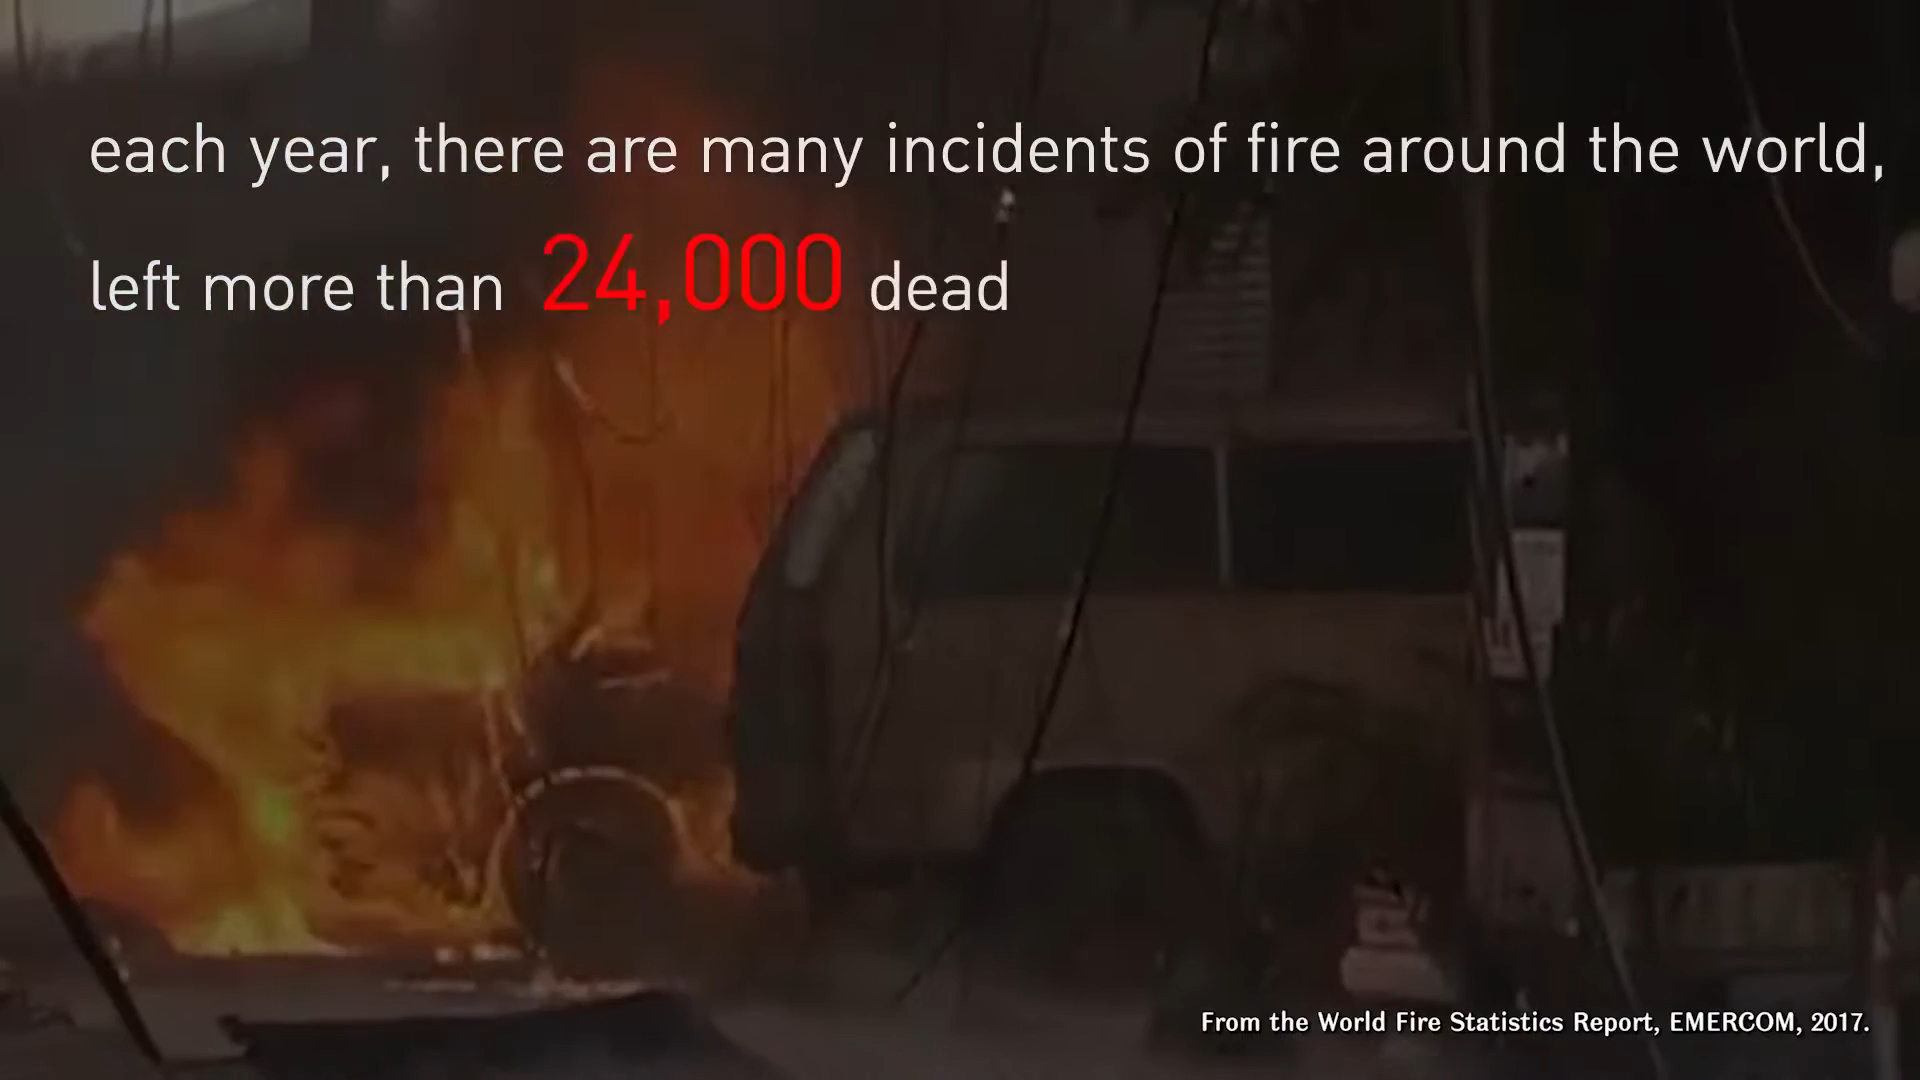 each year, there are many incidents of fire around the world,
left more than 24,000 dead
From the World Fire Statistics Report, EMERCOM, 2017.